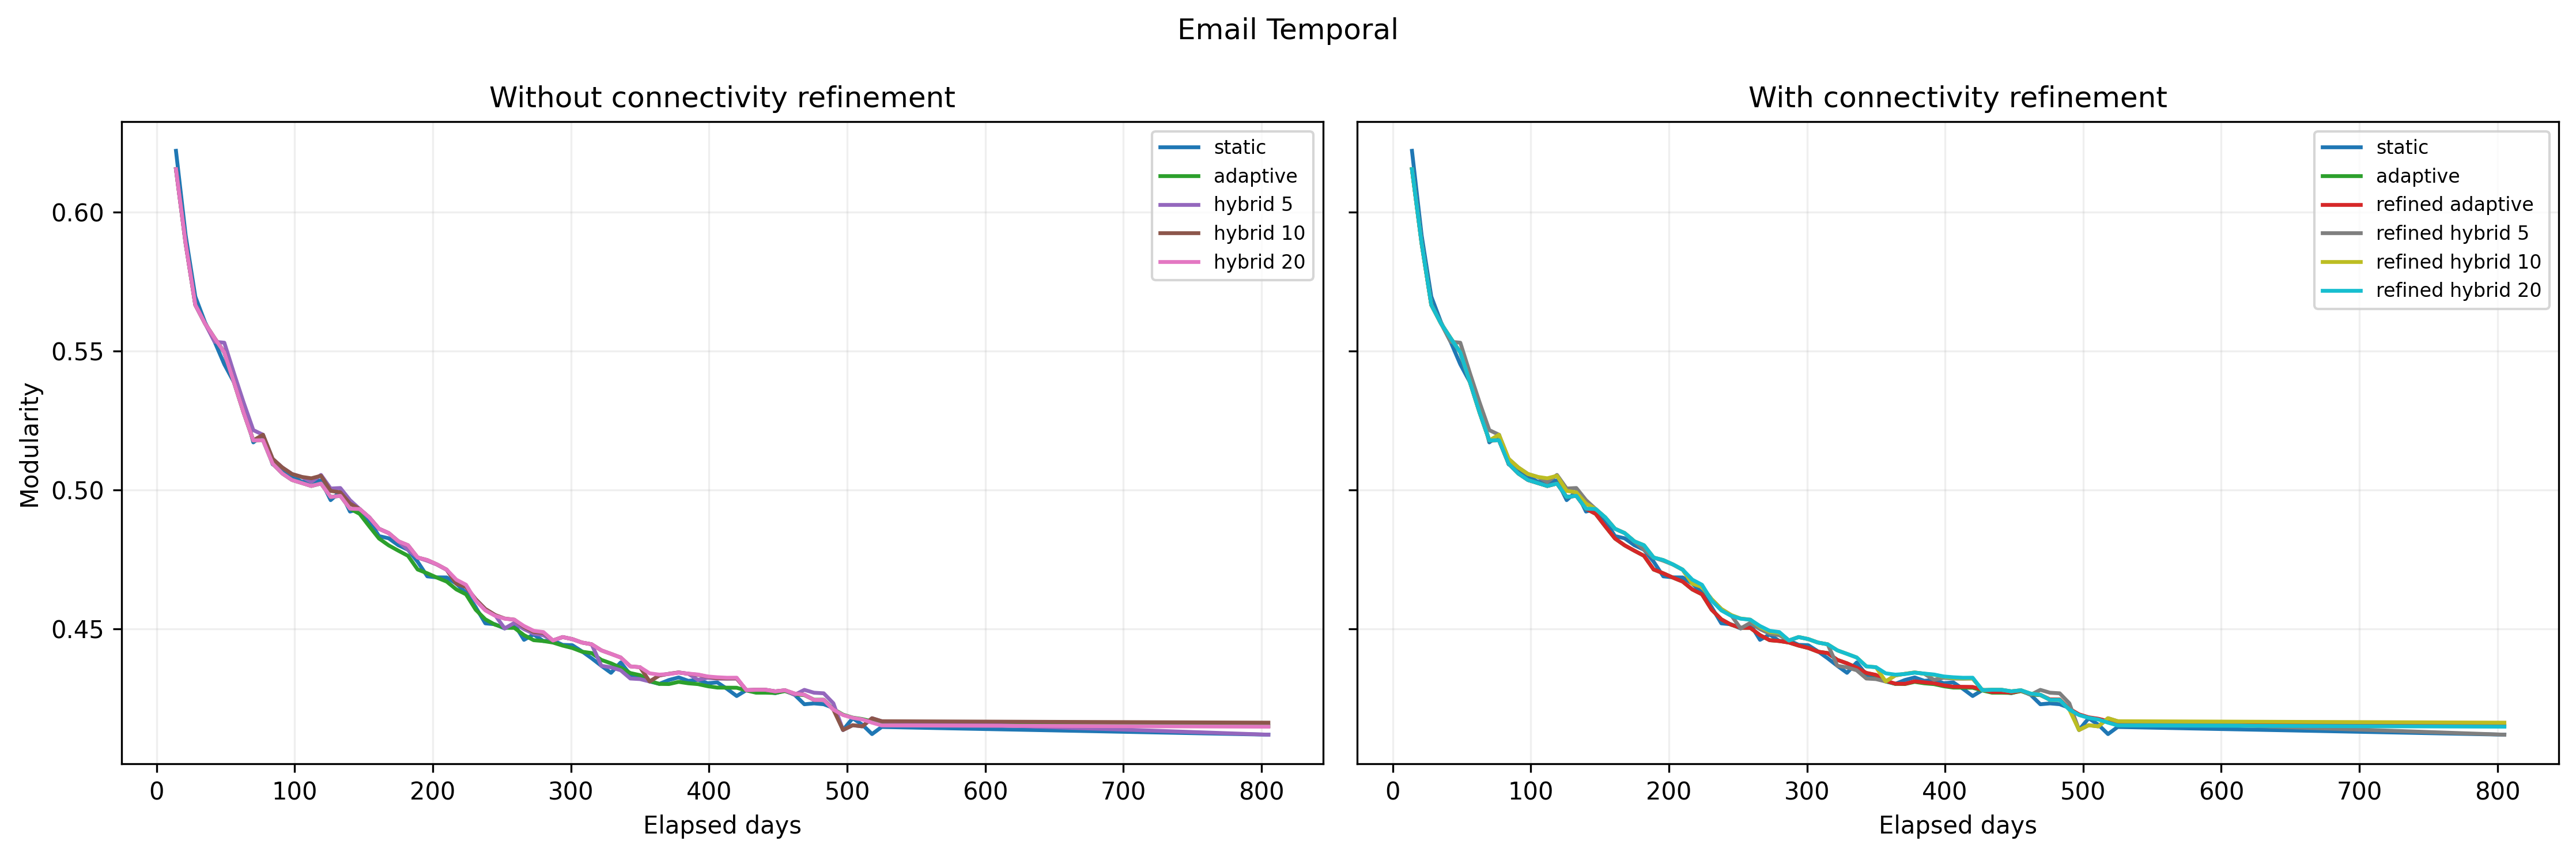 Email Temporal
Without connectivity refinement
Modularity
0.60
0.55
0.50
0.45
0 100 200 300 400 500 600 700 800
Elapsed days
static
adaptive
hybrid 5
hybrid 10
hybrid 20
With connectivity refinement
0 100 200 300 400 500 600 700 800
Elapsed days
static
adaptive
refined adaptive
refined hybrid 5
refined hybrid 10
refined hybrid 20